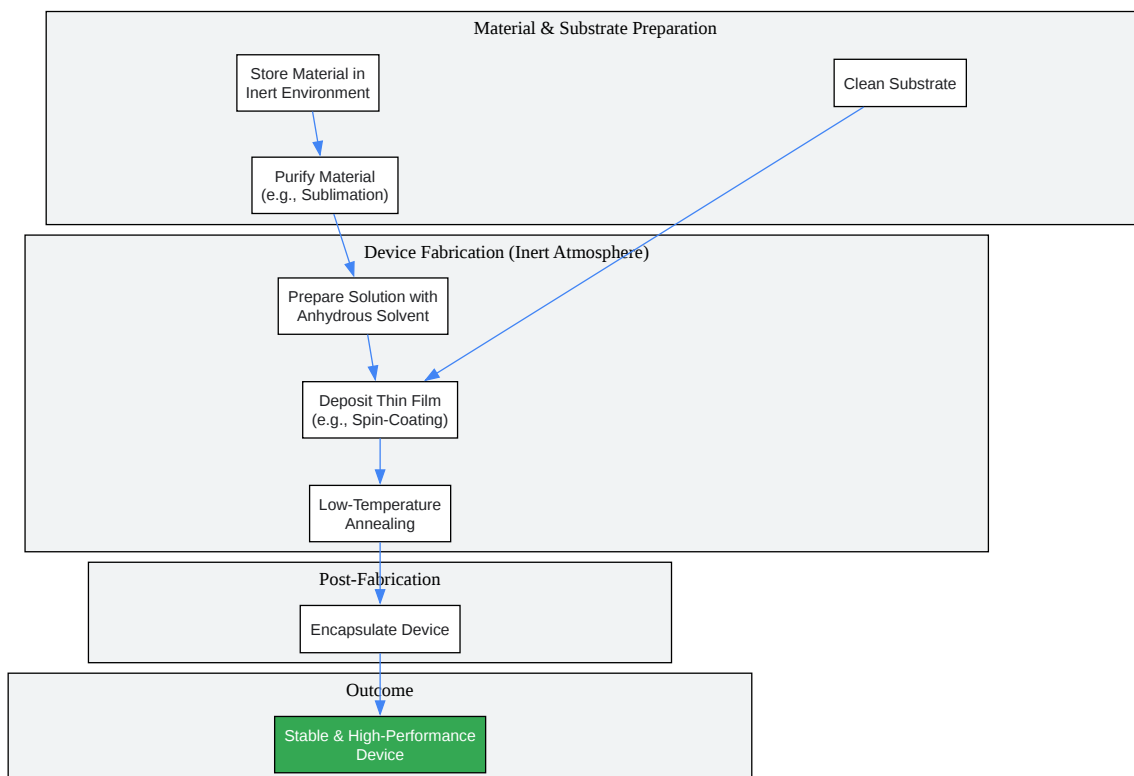 Material & Substrate Preparation
Store Material in
Inert Environment
Clean Substrate
Purify Material
(e.g., Sublimation)
Device Fabrication (Inert Atmosphere)
Prepare Solution with
Anhydrous Solvent
Deposit Thin Film
(e.g., Spin-Coating)
Low-Temperature
Annealing
Post-Fabrication
Encapsulate Device
Outcome
Stable & High-Performance
Device